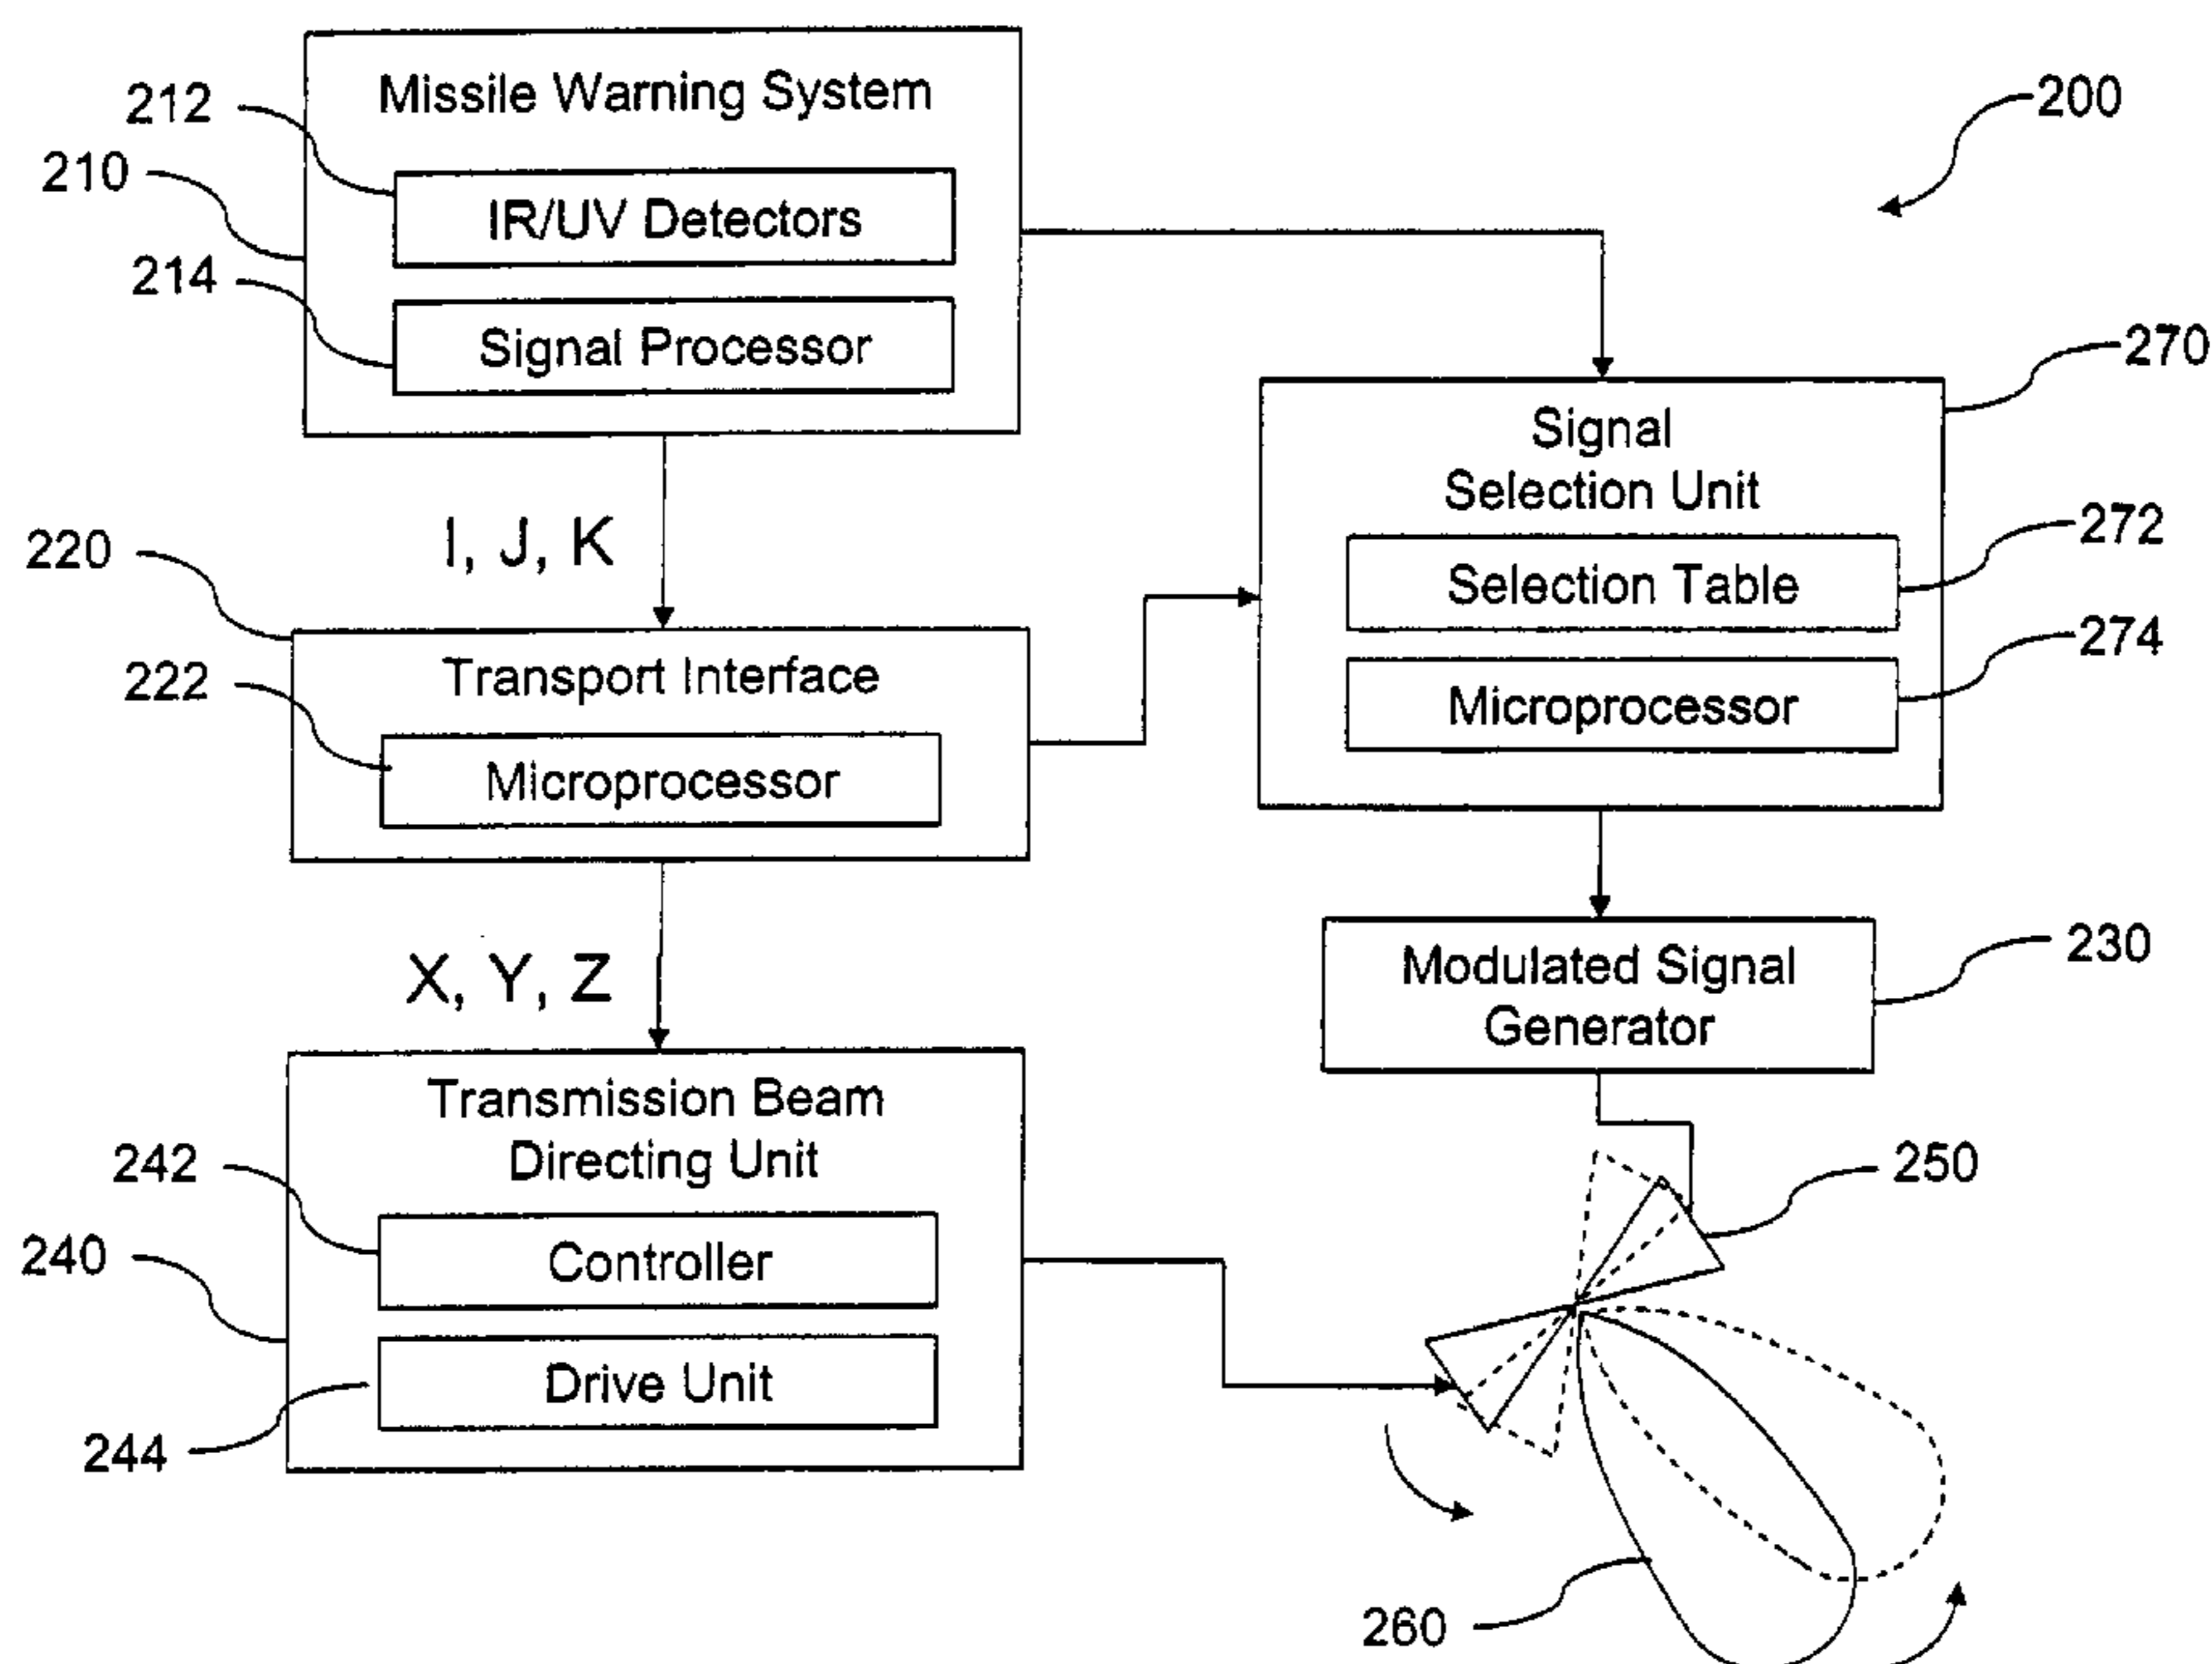 Missile Warning System
212
210
IR/UV Detectors
214
Signal Processor
200
270
Signal
Selection Unit
272
Selection Table
274
Microprocessor
I, J, K
220
Transport Interface
222
Microprocessor
X, Y, Z
230
Modulated Signal
Generator
Transmission Beam
Directing Unit
242
Controller
240
Drive Unit
244
250
260